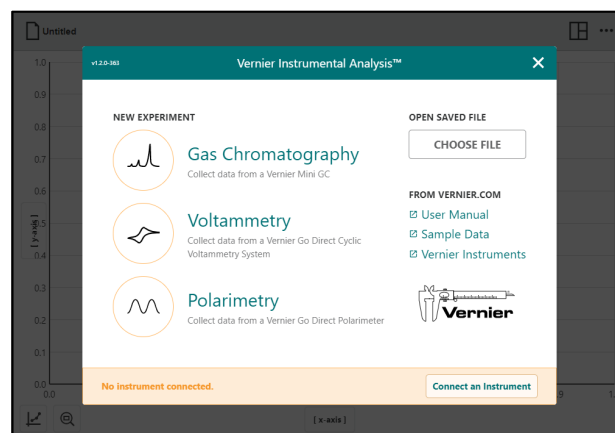 Untitled
v1.2.0-363
Vernier Instrumental Analysis™
NEW EXPERIMENT
Gas Chromatography
Collect data from a Vernier Mini GC
Voltammetry
Collect data from a Vernier Go Direct Cyclic
Voltammetry System
Polarimetry
Collect data from a Vernier Go Direct Polarimeter
OPEN SAVED FILE
CHOOSE FILE
FROM VERNIER.COM
User Manual
Sample Data
Vernier Instruments
Vernier
No instrument connected.
Connect an Instrument
1.0
0.9
0.8
0.7
0.6
0.5
0.4
0.3
0.2
0.1
0.0
[ y-axis ]
0.0
[ x-axis ]